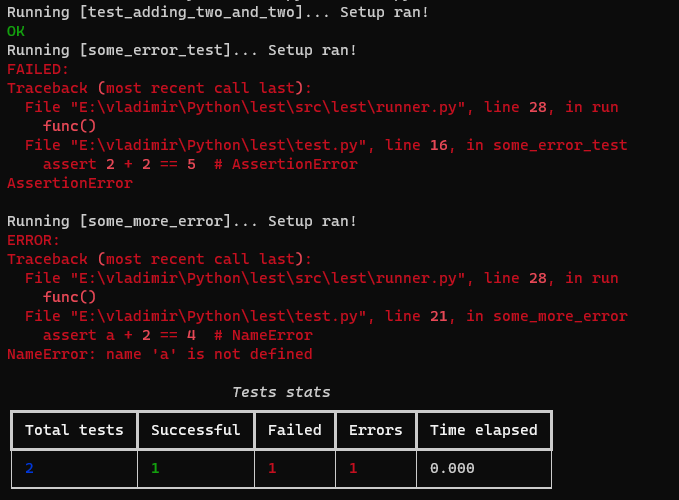 Running [test_adding_two_and_two]... Setup ran!
OK
Running [some_error_test]... Setup ran!
FAILED:
Traceback (most recent call last):
  File "E:\vladimir\Python\lest\src\lest\runner.py", line 28, in run
    func()
  File "E:\vladimir\Python\lest\test.py", line 16, in some_error_test
    assert 2 + 2 == 5  # AssertionError
AssertionError
Running [some_more_error]... Setup ran!
ERROR:
Traceback (most recent call last):
  File "E:\vladimir\Python\lest\src\lest\runner.py", line 28, in run
    func()
  File "E:\vladimir\Python\lest\test.py", line 21, in some_more_error
    assert a + 2 == 4  # NameError
NameError: name 'a' is not defined
Tests stats
Total tests Successful Failed Errors Time elapsed
2 1 1 1 0.000